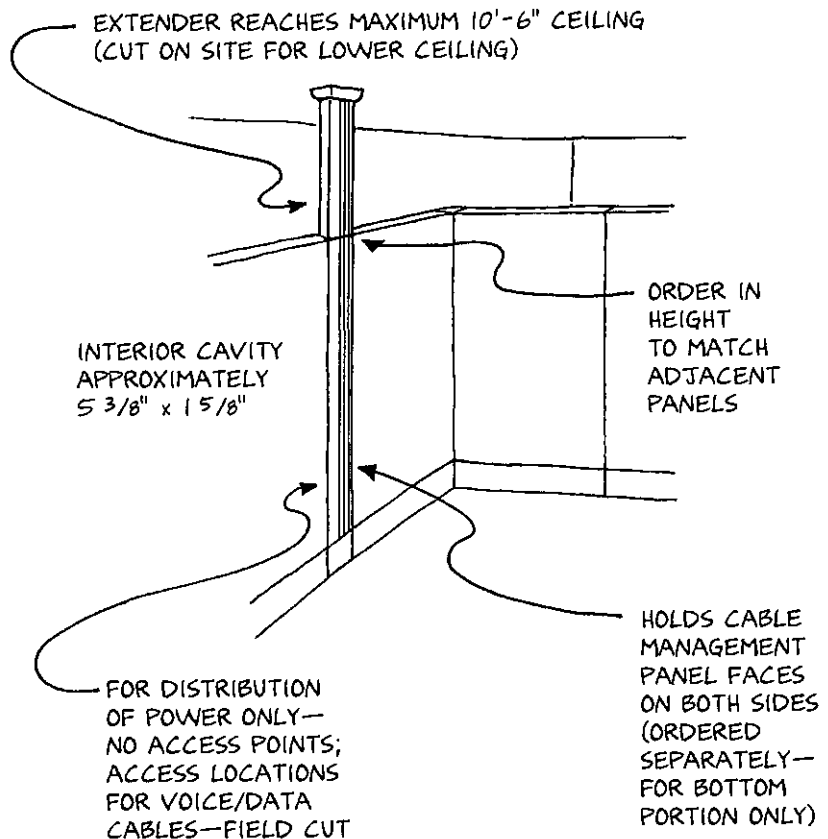 EXTENDER REACHES MAXIMUM 10'-6" CEILING
(CUT ON SITE FOR LOWER CEILING)
ORDER IN
HEIGHT
TO MATCH
ADJACENT
PANELS
INTERIOR CAVITY
APPROXIMATELY
5 3/8" x 1 5/8"
HOLDS CABLE
MANAGEMENT
PANEL FACES
ON BOTH SIDES
(ORDERED
SEPARATELY—
FOR BOTTOM
PORTION ONLY)
FOR DISTRIBUTION
OF POWER ONLY—
NO ACCESS POINTS;
ACCESS LOCATIONS
FOR VOICE/DATA
CABLES—FIELD CUT